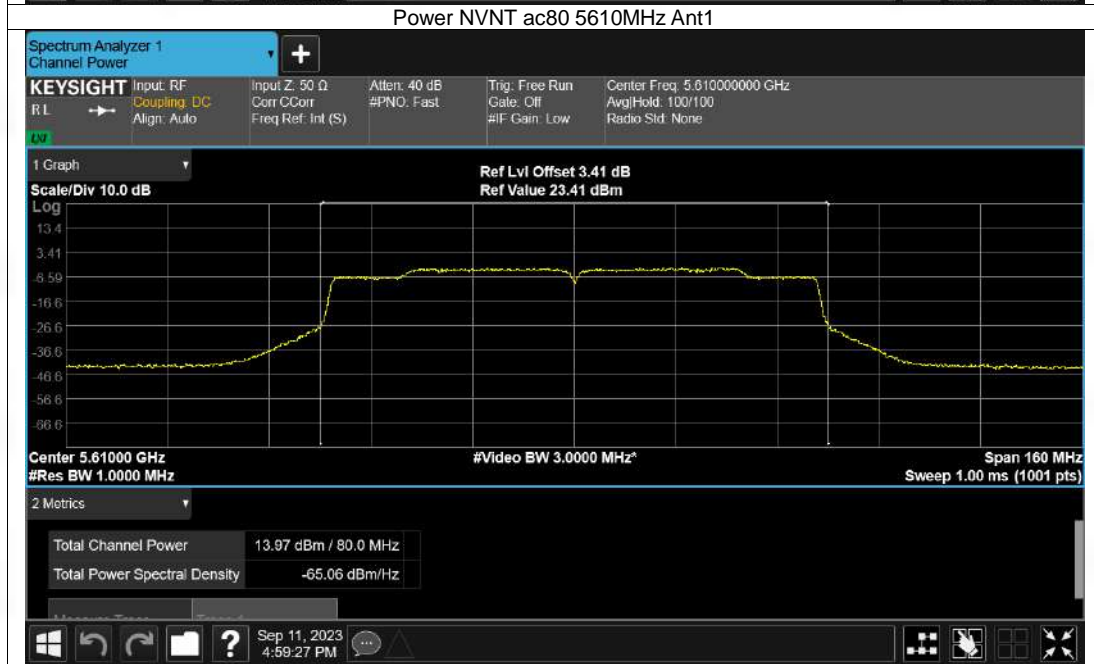 Power NVNT ac80 5610MHz Ant1
Spectrum Analyzer 1
Channel Power
+
KEYSIGHT Input: RF Input Z: 50 Ω Atten: 40 dB Trig: Free Run Center Freq: 5.610000000 GHz
R L Coupling: DC Corr CCorr #PNO: Fast Gate: Off Avg|Hold: 100/100
Align: Auto Freq Ref: Int (S) #IF Gain: Low Radio Std: None
LXI
1 Graph
Ref Lvl Offset 3.41 dB
Scale/Div 10.0 dB Ref Value 23.41 dBm
Log
13.4
3.41
-6.59
-16.6
-26.6
-36.6
-46.6
-56.6
-66.6
Center 5.61000 GHz #Video BW 3.0000 MHz* Span 160 MHz
#Res BW 1.0000 MHz Sweep 1.00 ms (1001 pts)
2 Metrics
Total Channel Power 13.97 dBm / 80.0 MHz
Total Power Spectral Density -65.06 dBm/Hz
? Sep 11, 2023
4:59:27 PM